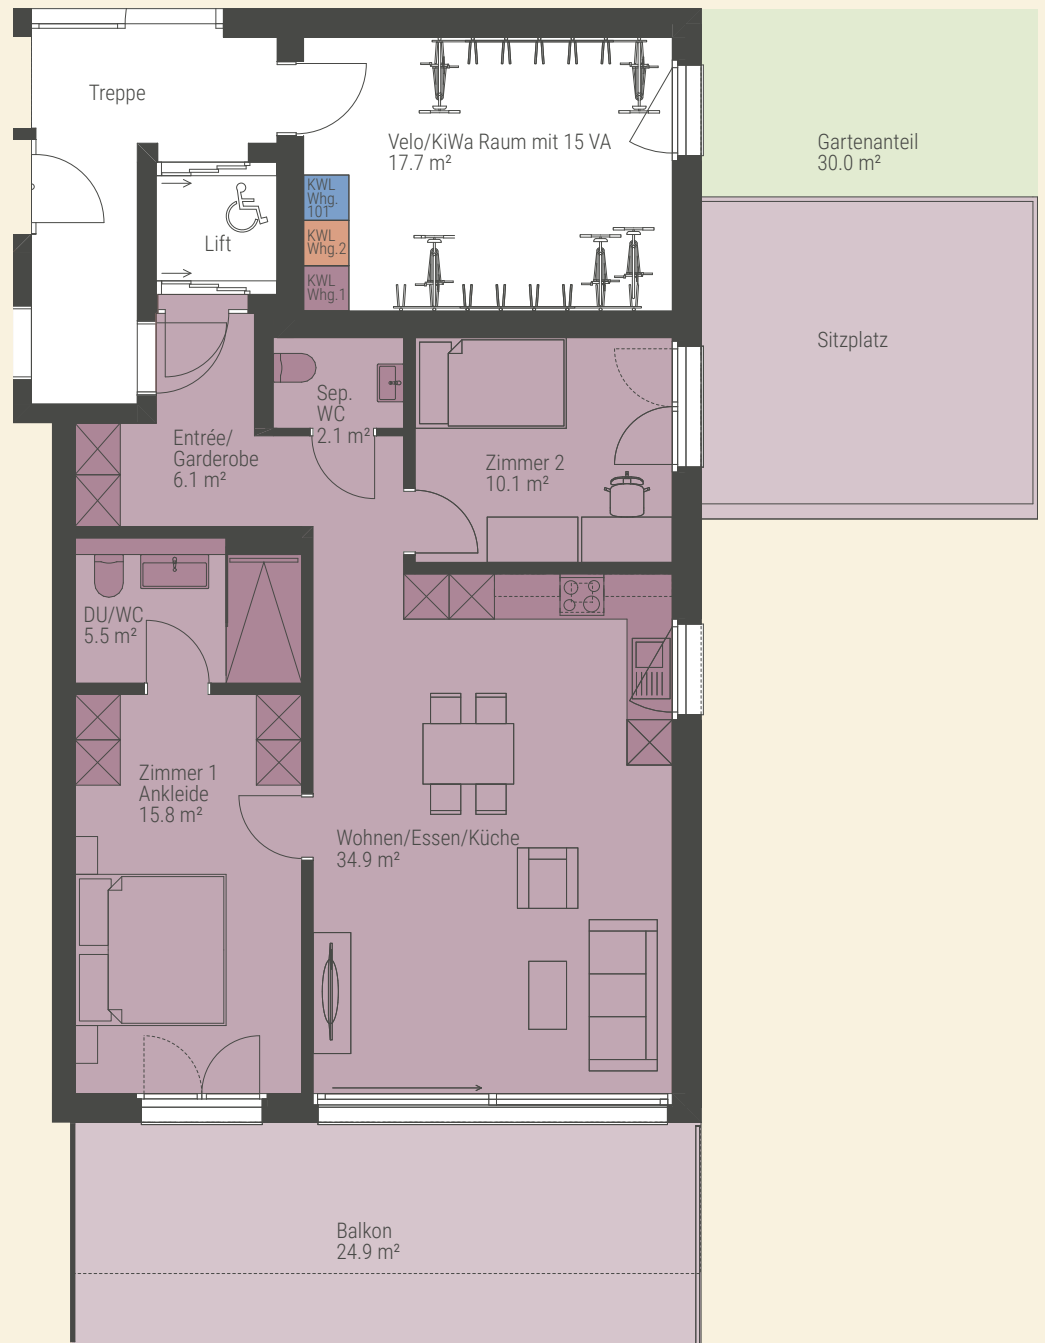 Treppe
Velo/KiWa Raum mit 15 VA
17.7 m²
Gartenanteil
30.0 m²
KWL
Whg.
101
KWL
Whg.2
KWL
Whg.1
Lift
Sitzplatz
Sep.
WC
2.1 m²
Entrée/
Garderobe
6.1 m²
Zimmer 2
10.1 m²
DU/WC
5.5 m²
Zimmer 1
Ankleide
15.8 m²
Wohnen/Essen/Küche
34.9 m²
Balkon
24.9 m²